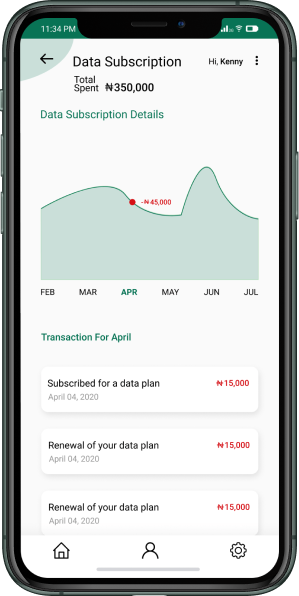 11:34 PM
Data Subscription
Hi, Kenny
Total
Spent ₦350,000
Data Subscription Details
-₦45,000
FEB MAR APR MAY JUN JUL
Transaction For April
Subscribed for a data plan ₦15,000
April 04, 2020
Renewal of your data plan ₦15,000
April 04, 2020
Renewal of your data plan ₦15,000
April 04, 2020